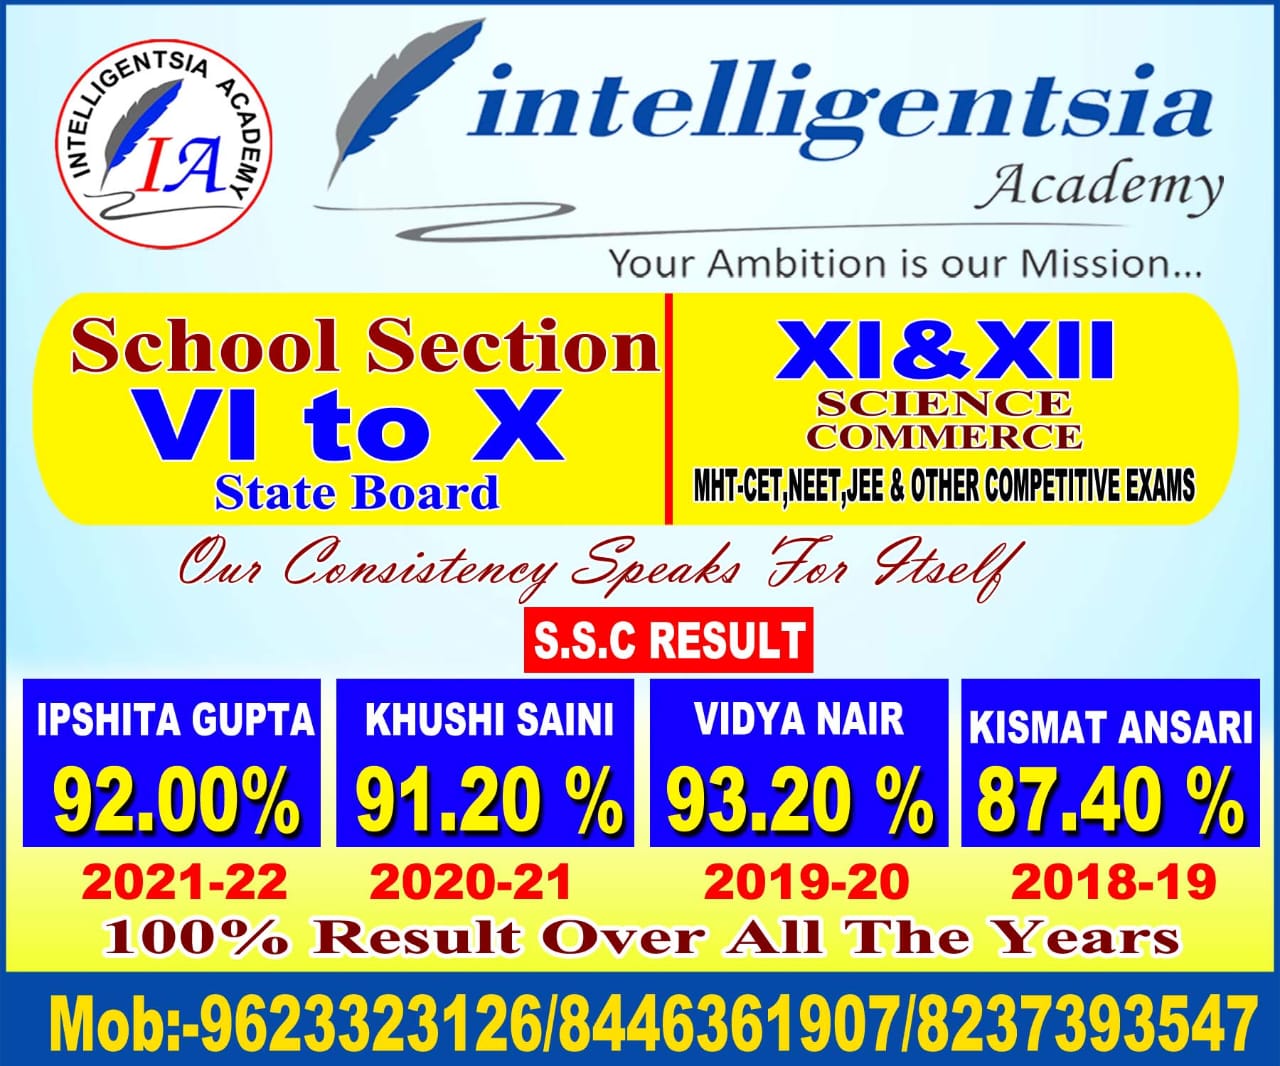 INTELLIGENTSIA ACADEMY
IA
intelligentsia
Academy
Your Ambition is our Mission...
School Section
VI to X
State Board
XI&XII
SCIENCE
COMMERCE
MHT-CET,NEET,JEE & OTHER COMPETITIVE EXAMS
Our Consistency Speaks For Itself
S.S.C RESULT
IPSHITA GUPTA
92.00%
2021-22
KHUSHI SAINI
91.20 %
2020-21
VIDYA NAIR
93.20 %
2019-20
KISMAT ANSARI
87.40 %
2018-19
100% Result Over All The Years
Mob:-9623323126/8446361907/8237393547